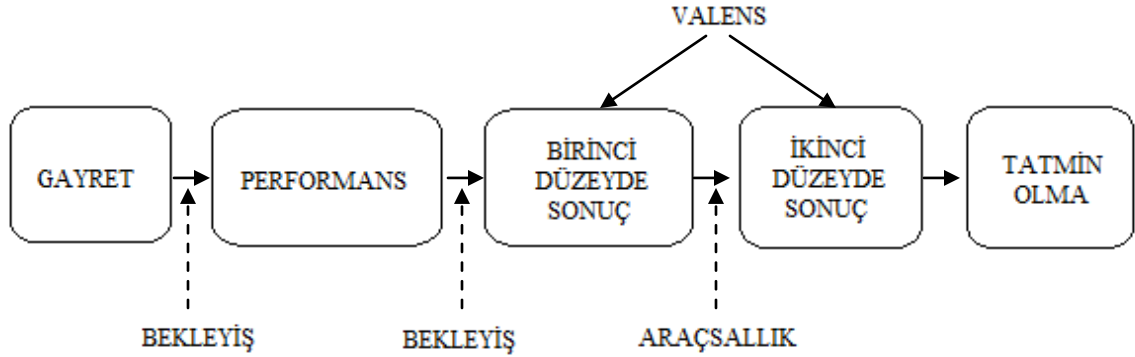 VALENS
GAYRET
PERFORMANS
BİRİNCİ
DÜZEYDE
SONUÇ
İKİNCİ
DÜZEYDE
SONUÇ
TATMİN
OLMA
BEKLEYİŞ
BEKLEYİŞ
ARAÇSALLIK